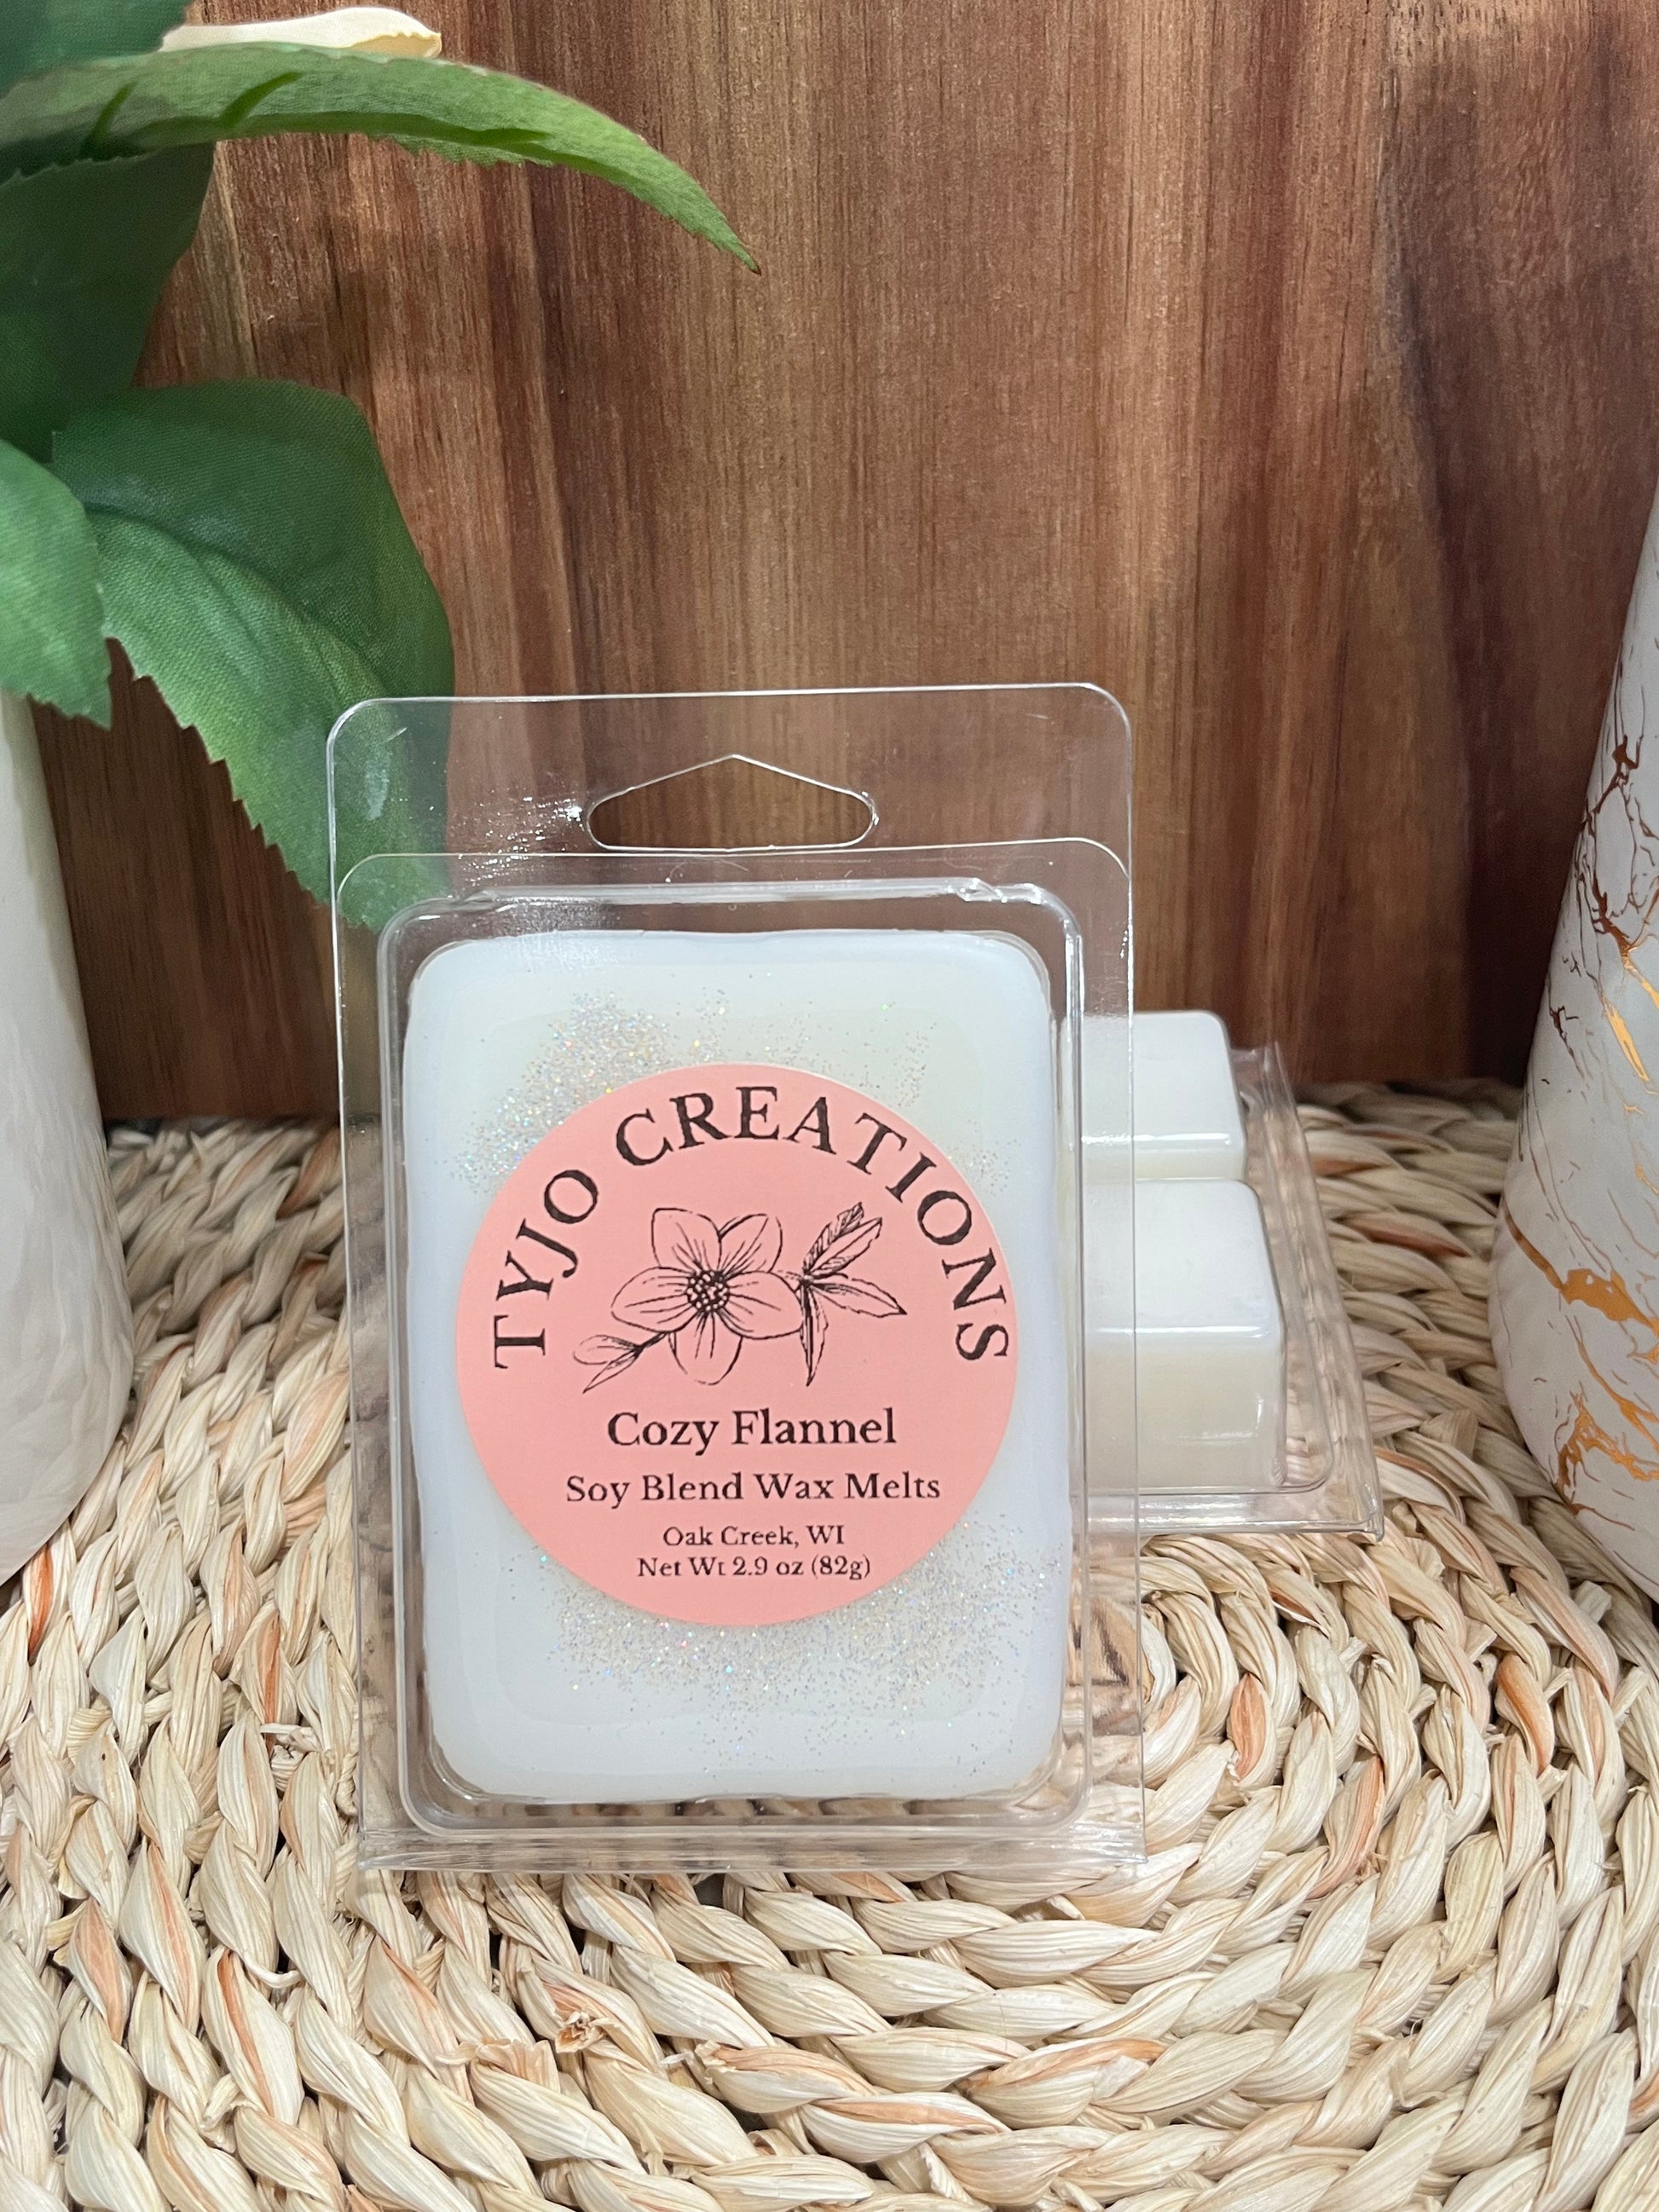 TYJO CREATIONS
Cozy Flannel
Soy Blend Wax Melts
Oak Creek, WI
Net Wt 2.9 oz (82g)